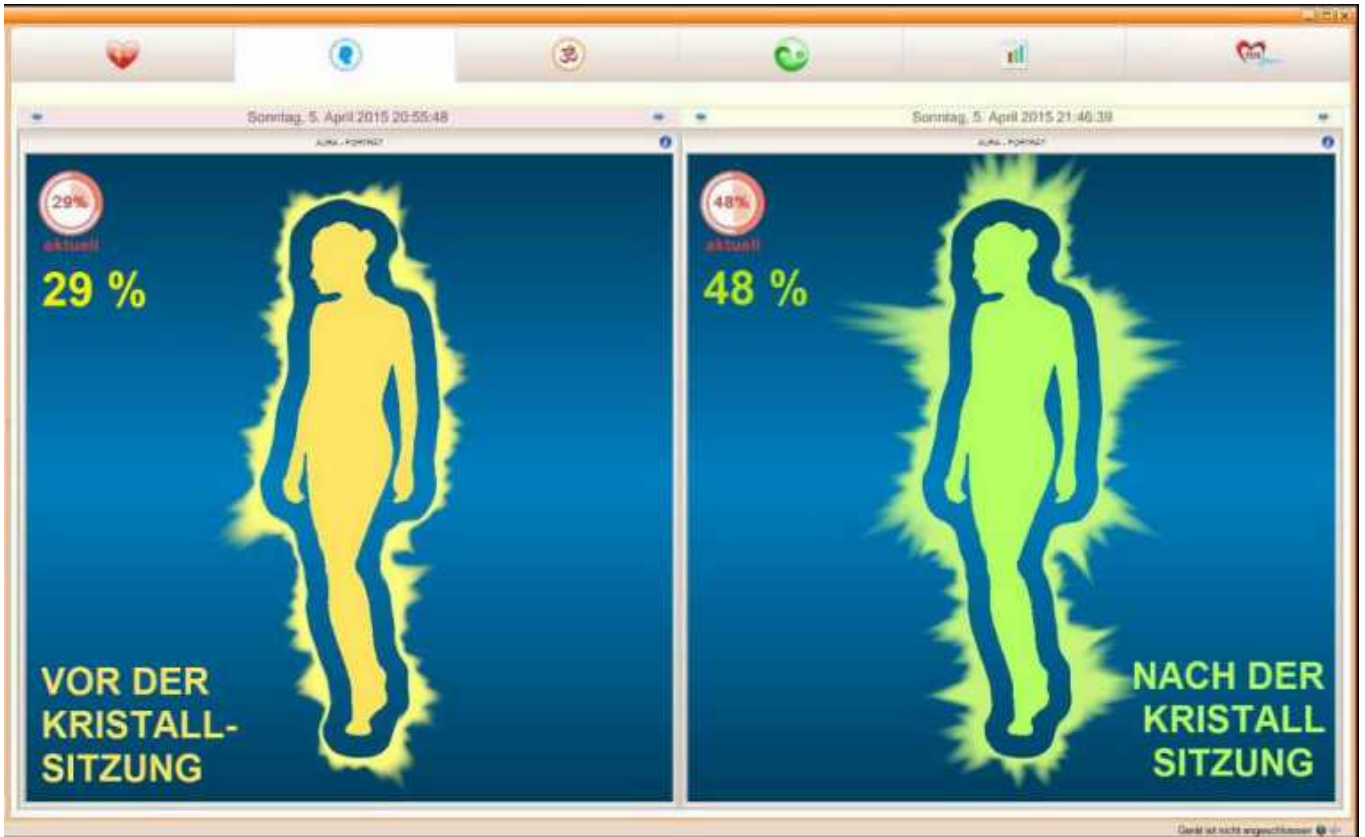 Sonntag, 5. April 2015 20:55:48
Sonntag, 5. April 2015 21:46:39
AURA - PORTRÄT
AURA - PORTRÄT
29%
aktuell
29 %
48%
aktuell
48 %
VOR DER
KRISTALL-
SITZUNG
NACH DER
KRISTALL
SITZUNG
Gerät ist nicht angeschlossen